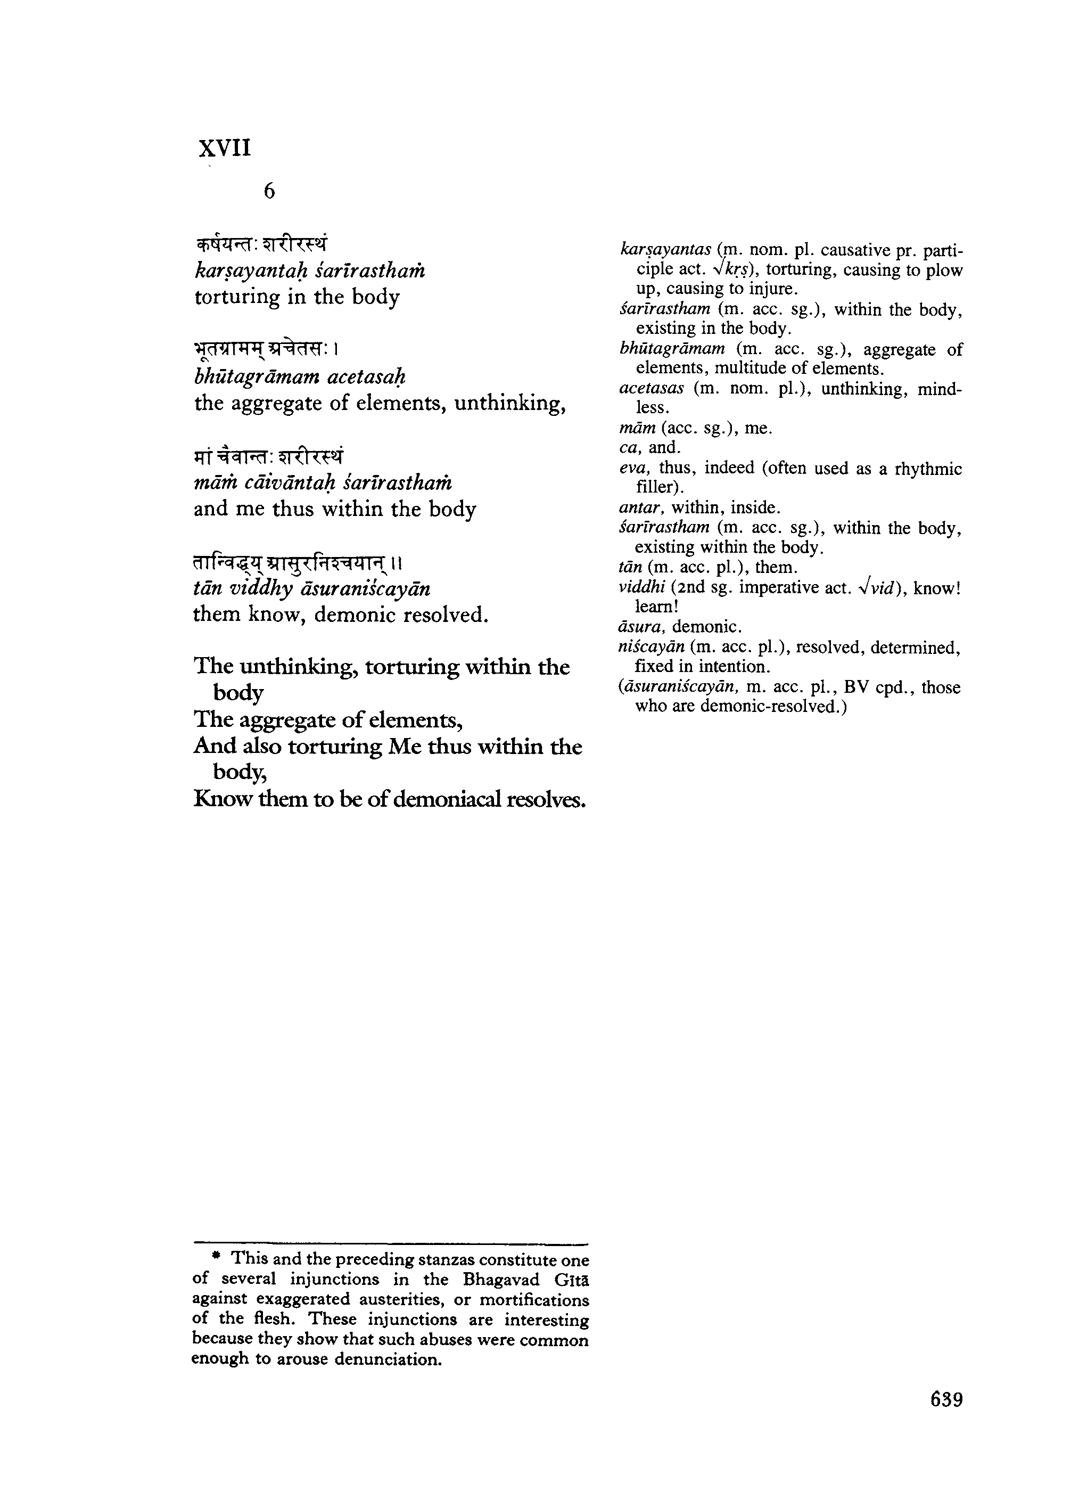 XVII
6
कर्षयन्तः शरीरस्थं
karṣayantaḥ śarīrasthaṁ
torturing in the body
भूतग्रामम् अचेतसः ।
bhūtagrāmam acetasaḥ
the aggregate of elements, unthinking,
मां चैवान्तः शरीरस्थं
māṁ cāivāntaḥ śarīrasthaṁ
and me thus within the body
तान्विद्ध्य् आसुरनिश्चयान् ॥
tān viddhy āsuraniścayān
them know, demonic resolved.
The unthinking, torturing within the
body
The aggregate of elements,
And also torturing Me thus within the
body,
Know them to be of demoniacal resolves.
karṣayantas (m. nom. pl. causative pr. parti-
ciple act. √kṛṣ), torturing, causing to plow
up, causing to injure.
śarīrastham (m. acc. sg.), within the body,
existing in the body.
bhūtagrāmam (m. acc. sg.), aggregate of
elements, multitude of elements.
acetasas (m. nom. pl.), unthinking, mind-
less.
mām (acc. sg.), me.
ca, and.
eva, thus, indeed (often used as a rhythmic
filler).
antar, within, inside.
śarīrastham (m. acc. sg.), within the body,
existing within the body.
tān (m. acc. pl.), them.
viddhi (2nd sg. imperative act. √vid), know!
learn!
āsura, demonic.
niścayān (m. acc. pl.), resolved, determined,
fixed in intention.
(āsuraniścayān, m. acc. pl., BV cpd., those
who are demonic-resolved.)
* This and the preceding stanzas constitute one
of several injunctions in the Bhagavad Gītā
against exaggerated austerities, or mortifications
of the flesh. These injunctions are interesting
because they show that such abuses were common
enough to arouse denunciation.
639